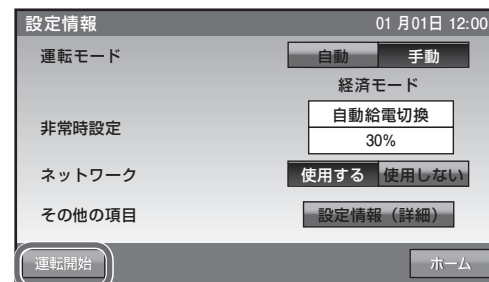 設定情報 01 月01日 12:00
運転モード 自動 手動
経済モード
非常時設定 自動給電切換
30%
ネットワーク 使用する 使用しない
その他の項目 設定情報（詳細）
運転開始 ホーム